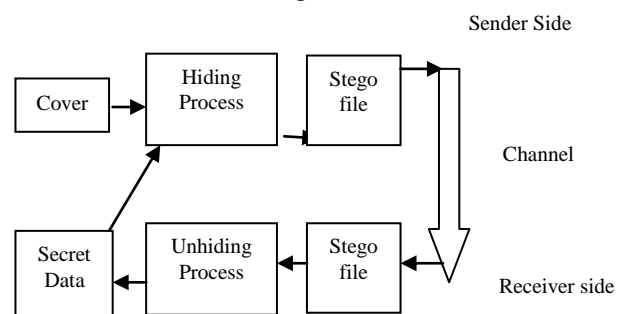 Sender Side
Cover
Hiding
Process
Stego
file
Channel
Secret
Data
Unhiding
Process
Stego
file
Receiver side